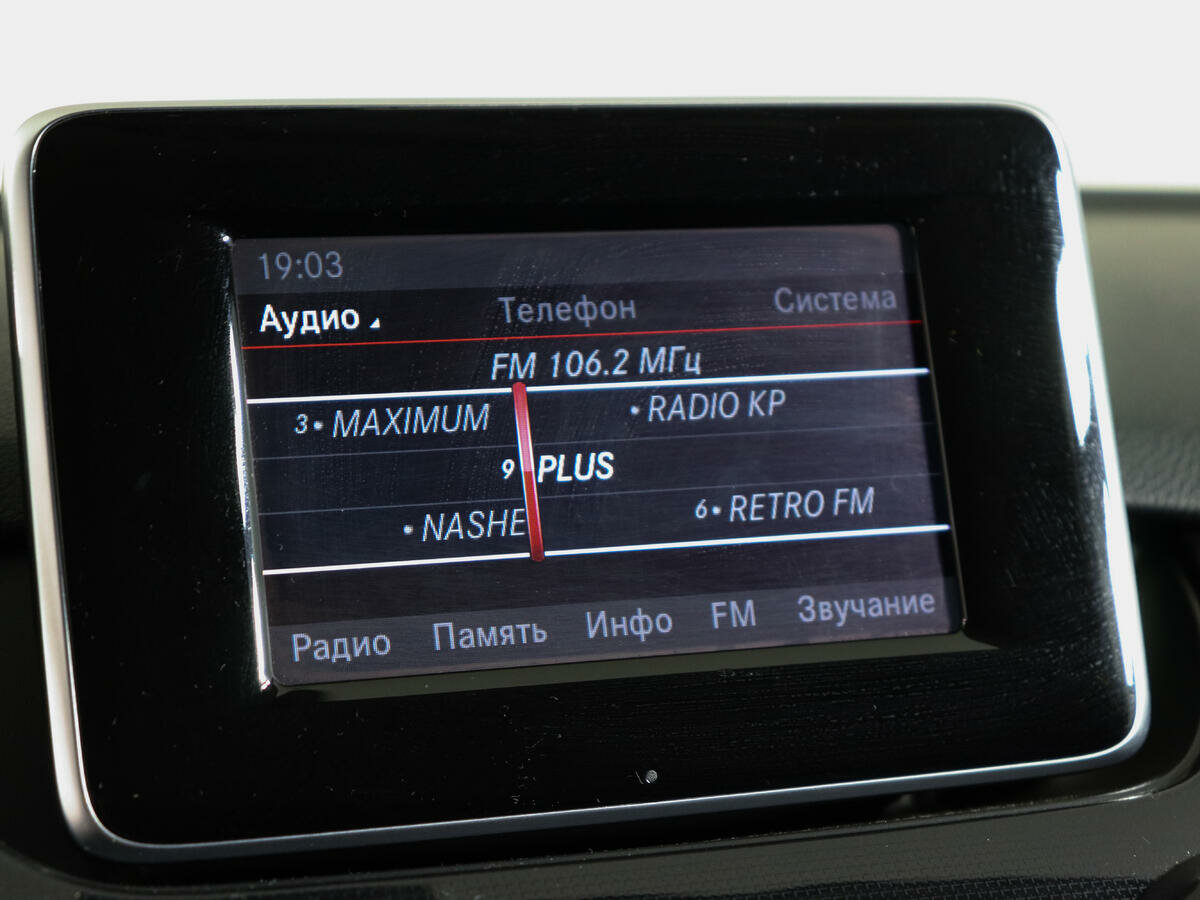 19:03
Аудио Телефон Система
FM 106.2 МГц
3• MAXIMUM • RADIO KP
9 PLUS
• NASHE 6• RETRO FM
Радио Память Инфо FM Звучание